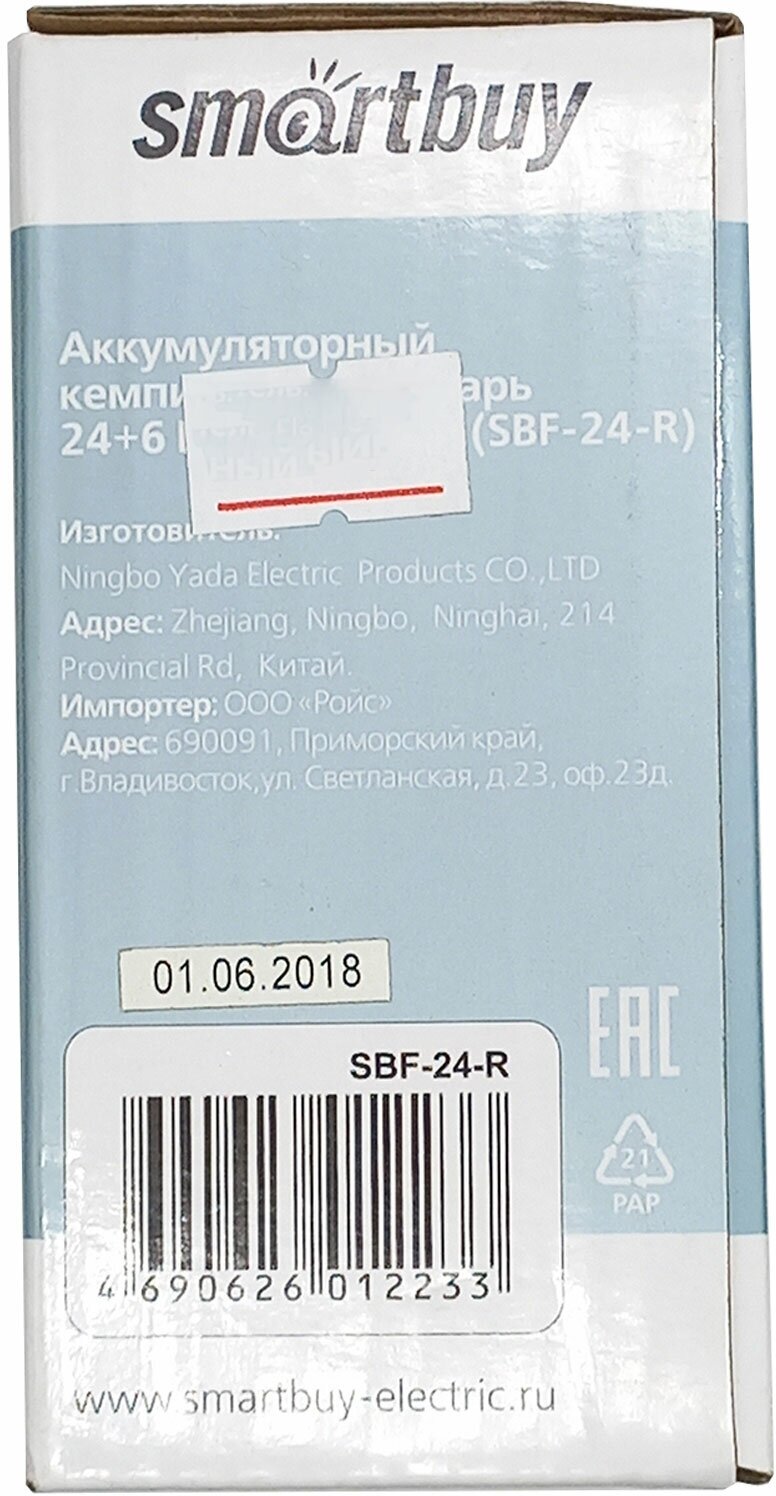 smartbuy
Аккумуляторный
24+6 (SBF-24-R)
Изготовитель:
Ningbo Yada Electric Products CO.,LTD
Адрес: Zhejiang, Ningbo, Ninghai, 214
Provincial Rd, Китай.
Импортер: ООО «Ройс»
Адрес: 690091, Приморский край,
г.Владивосток,ул. Светланская, д.23, оф.23д.
01.06.2018
SBF-24-R
EAC
21
PAP
4 690626 012233
www.smartbuy-electric.ru